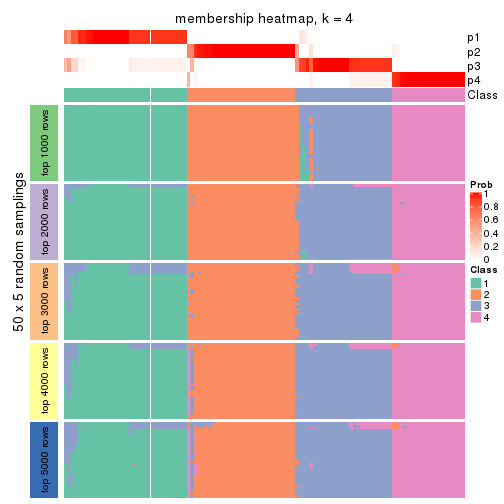 membership heatmap, k = 4
p1
p2
p3
p4
Class
50 x 5 random samplings
top 1000 rows
top 2000 rows
top 3000 rows
top 4000 rows
top 5000 rows
Prob
1
0.8
0.6
0.4
0.2
0
Class
1
2
3
4